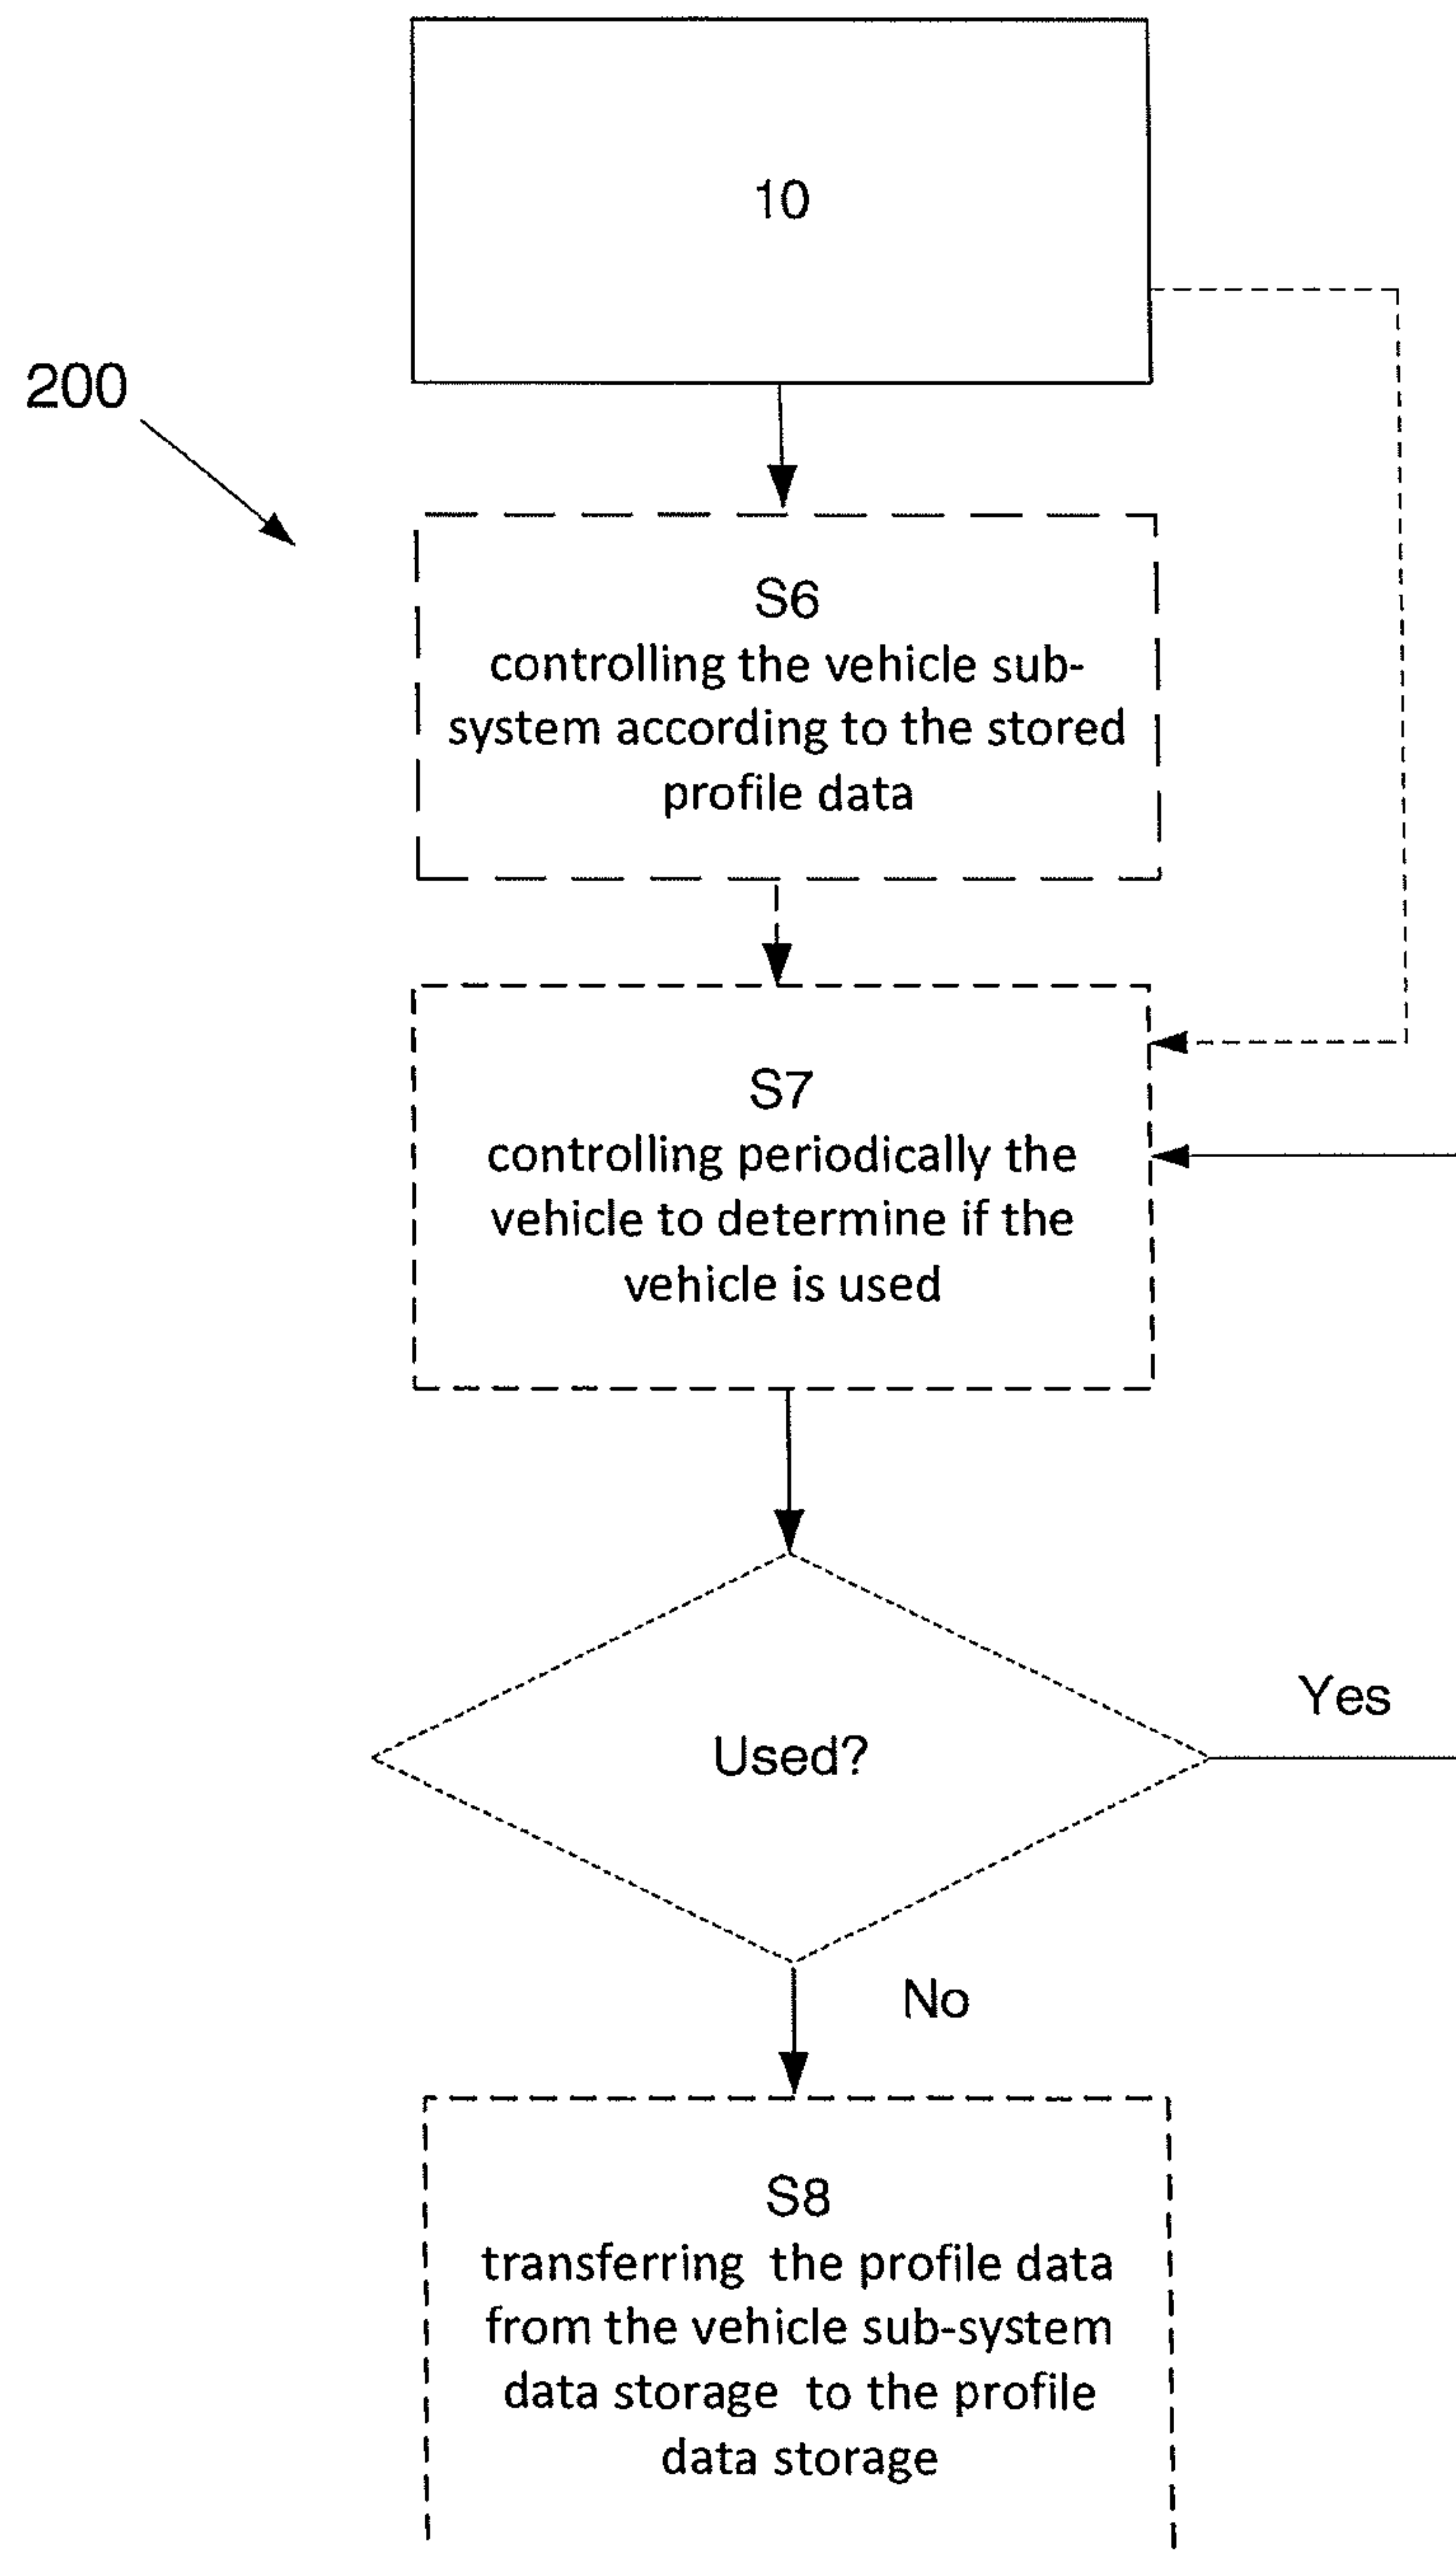 10
200
S6
controlling the vehicle sub-
system according to the stored
profile data
S7
controlling periodically the
vehicle to determine if the
vehicle is used
Yes
Used?
No
S8
transferring the profile data
from the vehicle sub-system
data storage to the profile
data storage